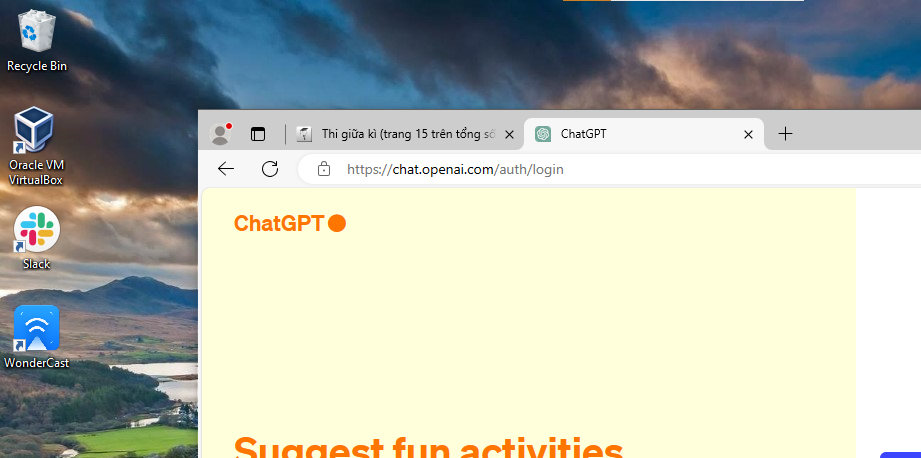 Recycle Bin
Oracle VM
VirtualBox
Slack
WonderCast
Thi giữa kì (trang 15 trên tổng
ChatGPT
https://chat.openai.com/auth/login
ChatGPT
Suggest fun activities